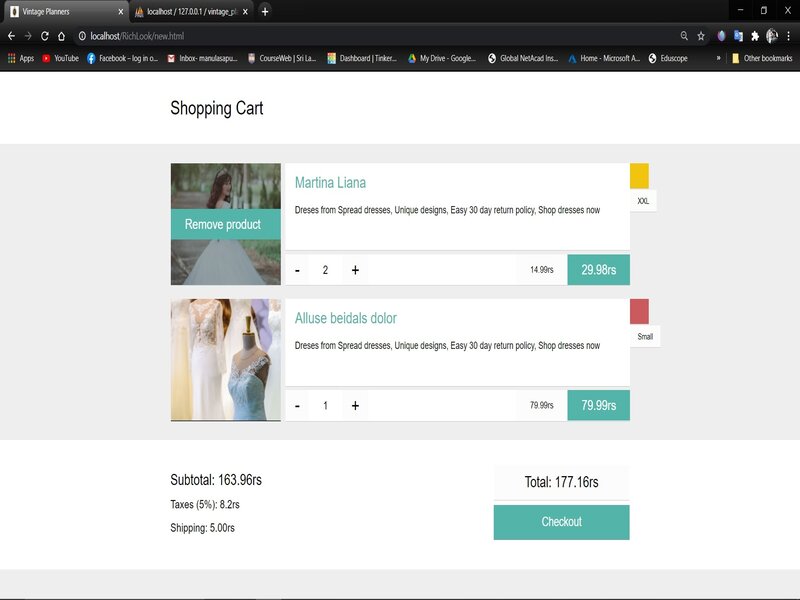 Vintage Planners
localhost / 127.0.0.1 / vintage_pl
localhost/RichLook/new.html
Apps YouTube Facebook – log in o... Inbox- manulasapu... CourseWeb | Sri La... Dashboard | Tinker... My Drive - Google... Global NetAcad Ins... Home - Microsoft A... Eduscope » Other bookmarks
Shopping Cart
Martina Liana
XXL
Dreses from Spread dresses, Unique designs, Easy 30 day return policy, Shop dresses now
Remove product
- 2 + 14.99rs 29.98rs
Alluse beidals dolor
Small
Dreses from Spread dresses, Unique designs, Easy 30 day return policy, Shop dresses now
- 1 + 79.99rs 79.99rs
Subtotal: 163.96rs
Taxes (5%): 8.2rs
Shipping: 5.00rs
Total: 177.16rs
Checkout